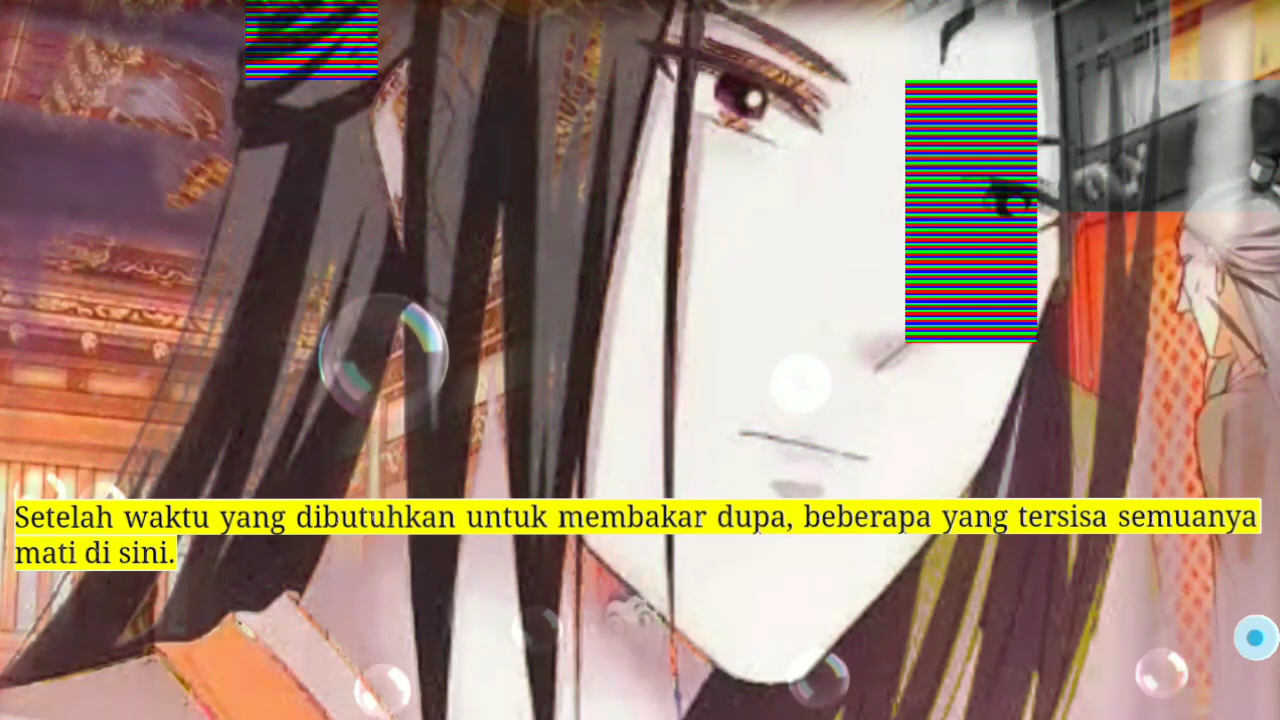 Setelah waktu yang dibutuhkan untuk membakar dupa, beberapa yang tersisa semuanya
mati di sini.